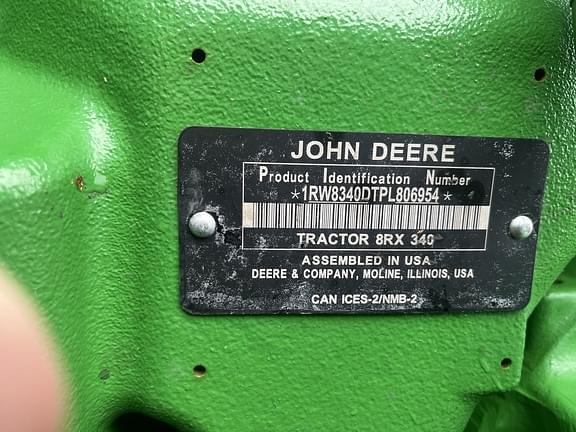 JOHN DEERE
Product Identification Number
*1RW8340DTPL806954*
TRACTOR 8RX 340
ASSEMBLED IN USA
DEERE & COMPANY, MOLINE, ILLINOIS, USA
CAN ICES-2/NMB-2